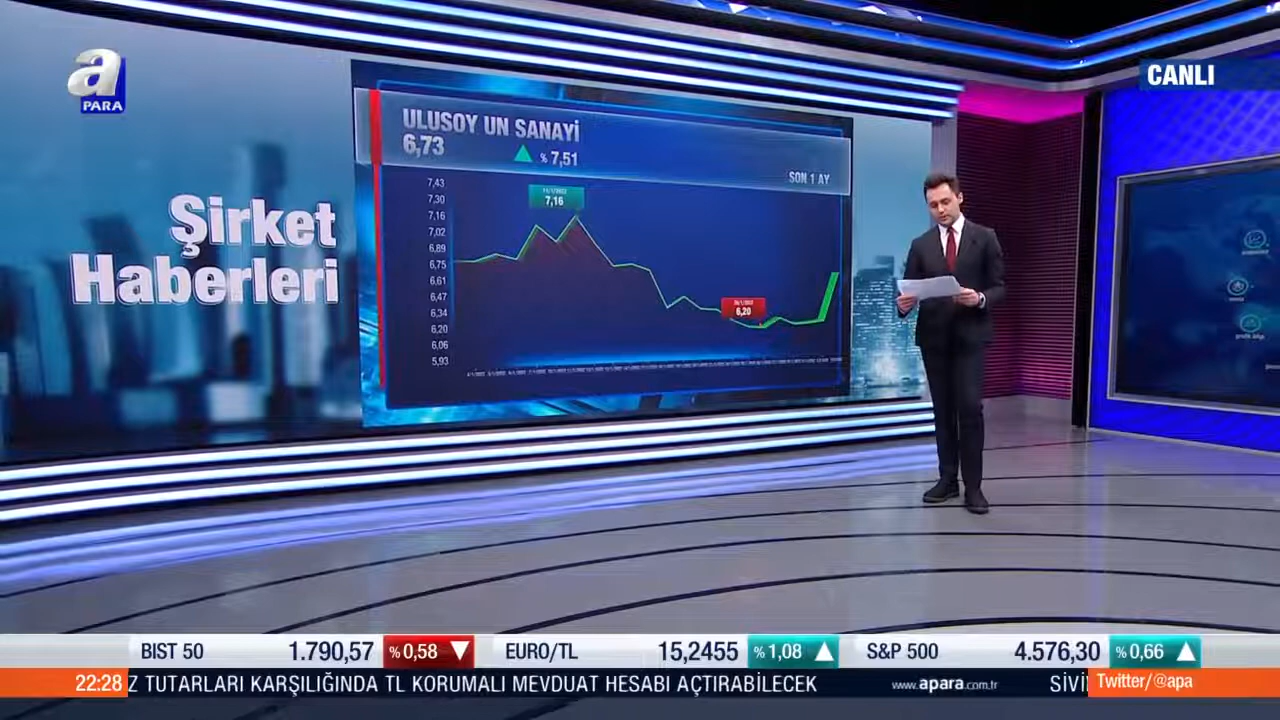 a
PARA
CANLI
Şirket
Haberleri
ULUSOY UN SANAYİ
6,73
% 7,51
SON 1 AY
7,43
7,30
7,16
7,02
6,89
6,75
6,61
6,47
6,34
6,20
6,06
5,93
7,16
6,20
BIST 50 1.790,57 % 0,58
EURO/TL 15,2455 % 1,08
S&P 500 4.576,30 % 0,66
22:28
Z TUTARLARI KARŞILIĞINDA TL KORUMALI MEVDUAT HESABI AÇTIRABİLECEK
www.apara.com.tr
SİVİ
Twitter/@apa